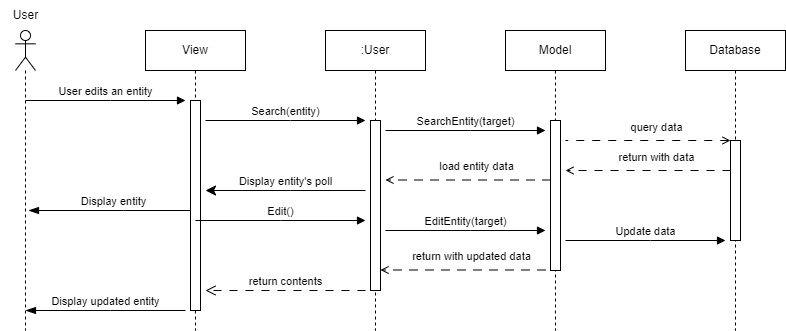 User
View
:User
Model
Database
User edits an entity
Search(entity)
SearchEntity(target)
query data
return with data
load entity data
Display entity's poll
Display entity
Edit()
EditEntity(target)
Update data
return with updated data
return contents
Display updated entity